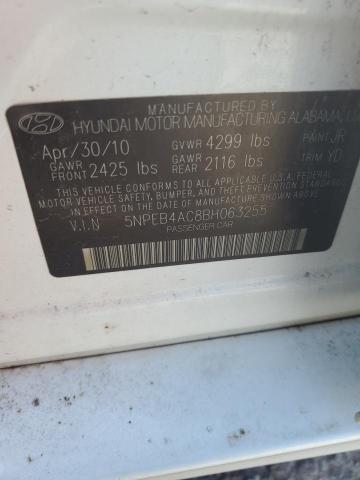 MANUFACTURED BY
HYUNDAI MOTOR MANUFACTURING ALABAMA,
Apr/30/10 GVWR 4299 lbs PAINT JR
GAWR FRONT 2425 lbs GAWR REAR 2116 lbs TRIM YD
THIS VEHICLE CONFORMS TO ALL APPLICABLE U.S. FEDERAL
MOTOR VEHICLE SAFETY, BUMPER, AND THEFT PREVENTION
STANDARDS IN EFFECT ON THE DATE OF MANUFACTURE SHOWN ABOVE.
V.I.N 5NPEB4AC8BH063255
PASSENGER CAR